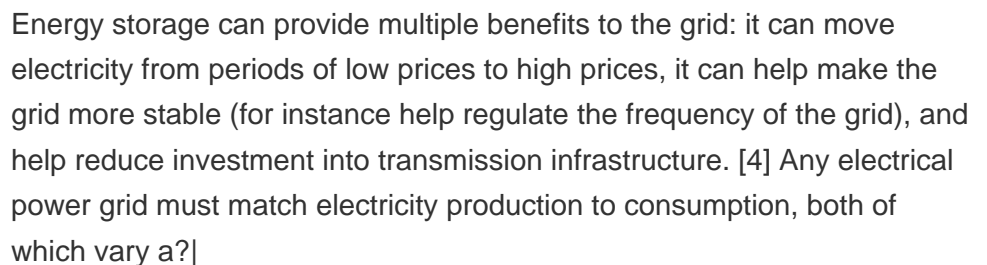 Energy storage can provide multiple benefits to the grid: it can move
electricity from periods of low prices to high prices, it can help make the
grid more stable (for instance help regulate the frequency of the grid), and
help reduce investment into transmission infrastructure. [4] Any electrical
power grid must match electricity production to consumption, both of
which vary a?|